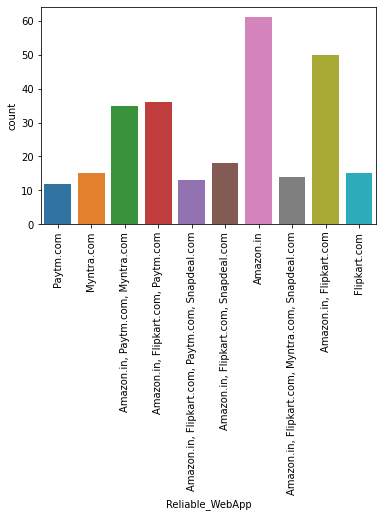 60
50
40
30
20
10
0
count
Paytm.com
Myntra.com
Amazon.in, Paytm.com, Myntra com
Amazon.in, Flipkart.com, Paytm.com
Amazon.in, Flipkart.com, Paytm.com, Snapdeal.com
Amazon.in, Flipkart.com, Snapdeal.com
Amazon.in
Amazon.in, Flipkart.com, Myntra.com, Snapdeal.com
Amazon.in, Flipkart.com
Flipkart.com
Reliable_WebApp